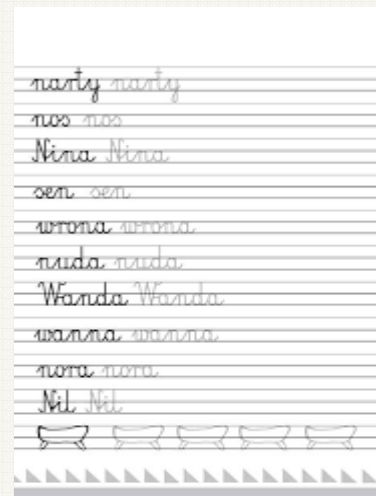 narty narty
nos nos
Nina Nina
sen sen
wrona wrona
nuda nuda
Wanda Wanda
wanna wanna
nora nora
Nil Nil